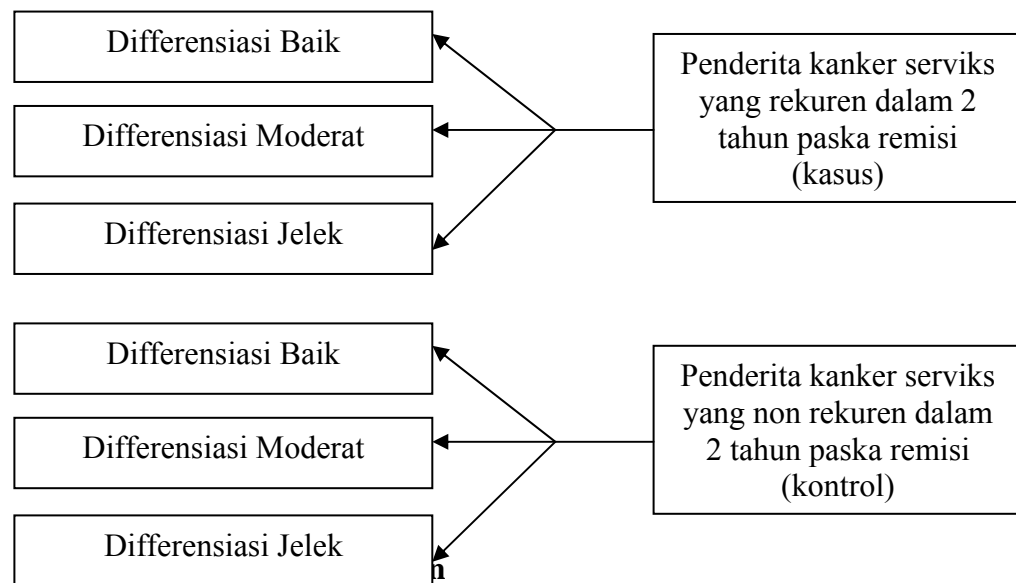 Differensiasi Baik
Differensiasi Moderat
Differensiasi Jelek
Penderita kanker serviks
yang rekuren dalam 2
tahun paska remisi
(kasus)
Differensiasi Baik
Differensiasi Moderat
Differensiasi Jelek
Penderita kanker serviks
yang non rekuren dalam
2 tahun paska remisi
(kontrol)